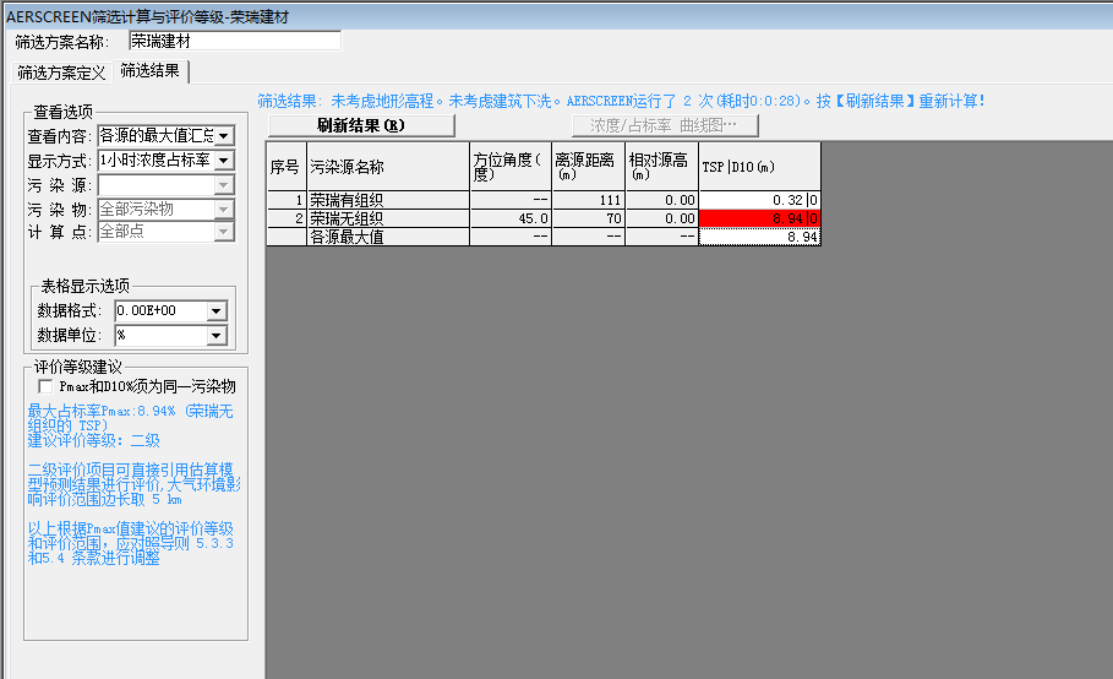 AERSCREEN筛选计算与评价等级-荣瑞建材
筛选方案名称: 荣瑞建材
筛选方案定义 筛选结果
查看选项
查看内容: 各源的最大值汇总
显示方式: 1小时浓度占标率
污 染 源:
污 染 物: 全部污染物
计 算 点: 全部点
表格显示选项
数据格式: 0.00E+00
数据单位: %
评价等级建议
Pmax和D10%须为同一污染物
最大占标率Pmax:8.94% (荣瑞无
组织的 TSP)
建议评价等级: 二级
二级评价项目可直接引用估算模
型预测结果进行评价,大气环境影
响评价范围边长取 5 km
以上根据Pmax值建议的评价等级
和评价范围, 应对照导则 5.3.3
和5.4 条款进行调整
筛选结果: 未考虑地形高程。未考虑建筑下洗。AERSCREEN运行了 2 次(耗时0:0:28)。按【刷新结果】重新计算!
刷新结果(R) 浓度/占标率 曲线图…
序号 污染源名称 方位角度(度) 离源距离(m) 相对源高(m) TSP|D10(m)
1 荣瑞有组织 -- 111 0.00 0.32|0
2 荣瑞无组织 45.0 70 0.00 8.94|0
各源最大值 -- -- -- 8.94